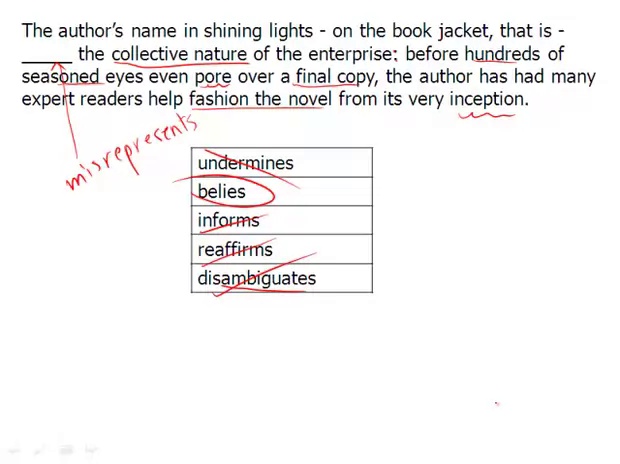 The author's name in shining lights - on the book jacket, that is -
_____ the collective nature of the enterprise: before hundreds of
seasoned eyes even pore over a final copy, the author has had many
expert readers help fashion the novel from its very inception.
misrepresents
undermines
belies
informs
reaffirms
disambiguates